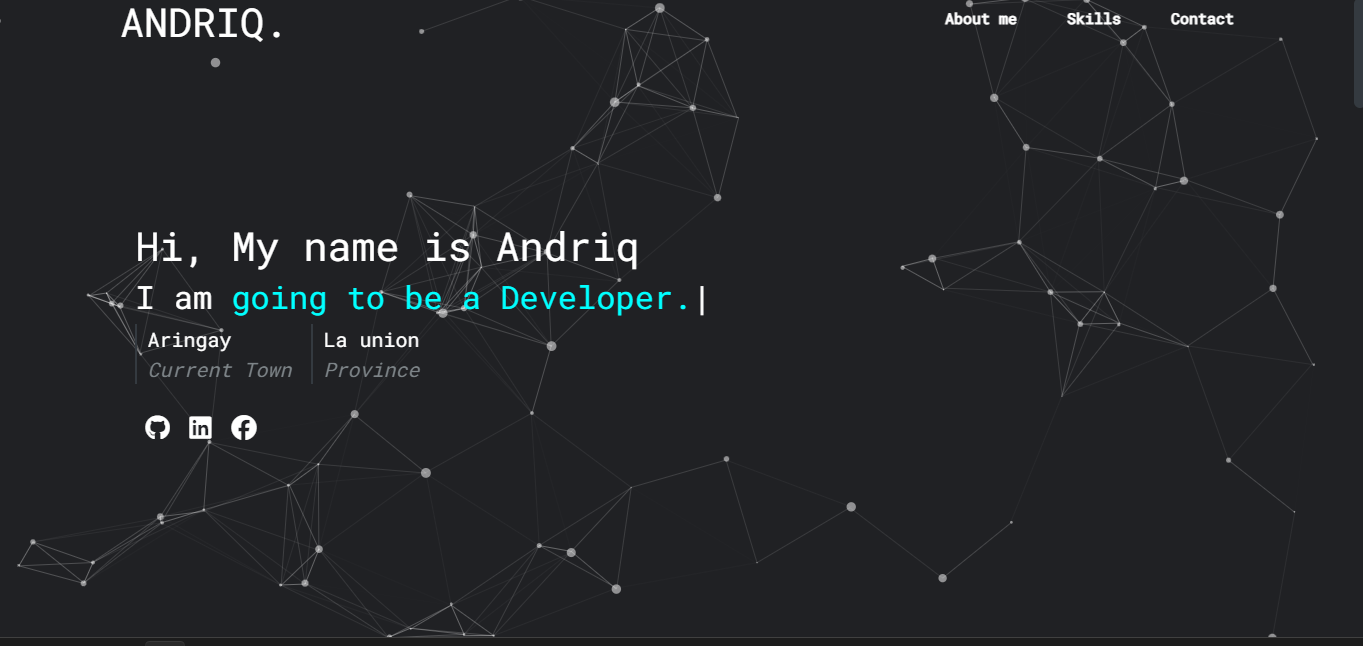 ANDRIQ.
About me Skills Contact
Hi, My name is Andriq
I am going to be a Developer.|
Aringay La union
Current Town Province
in